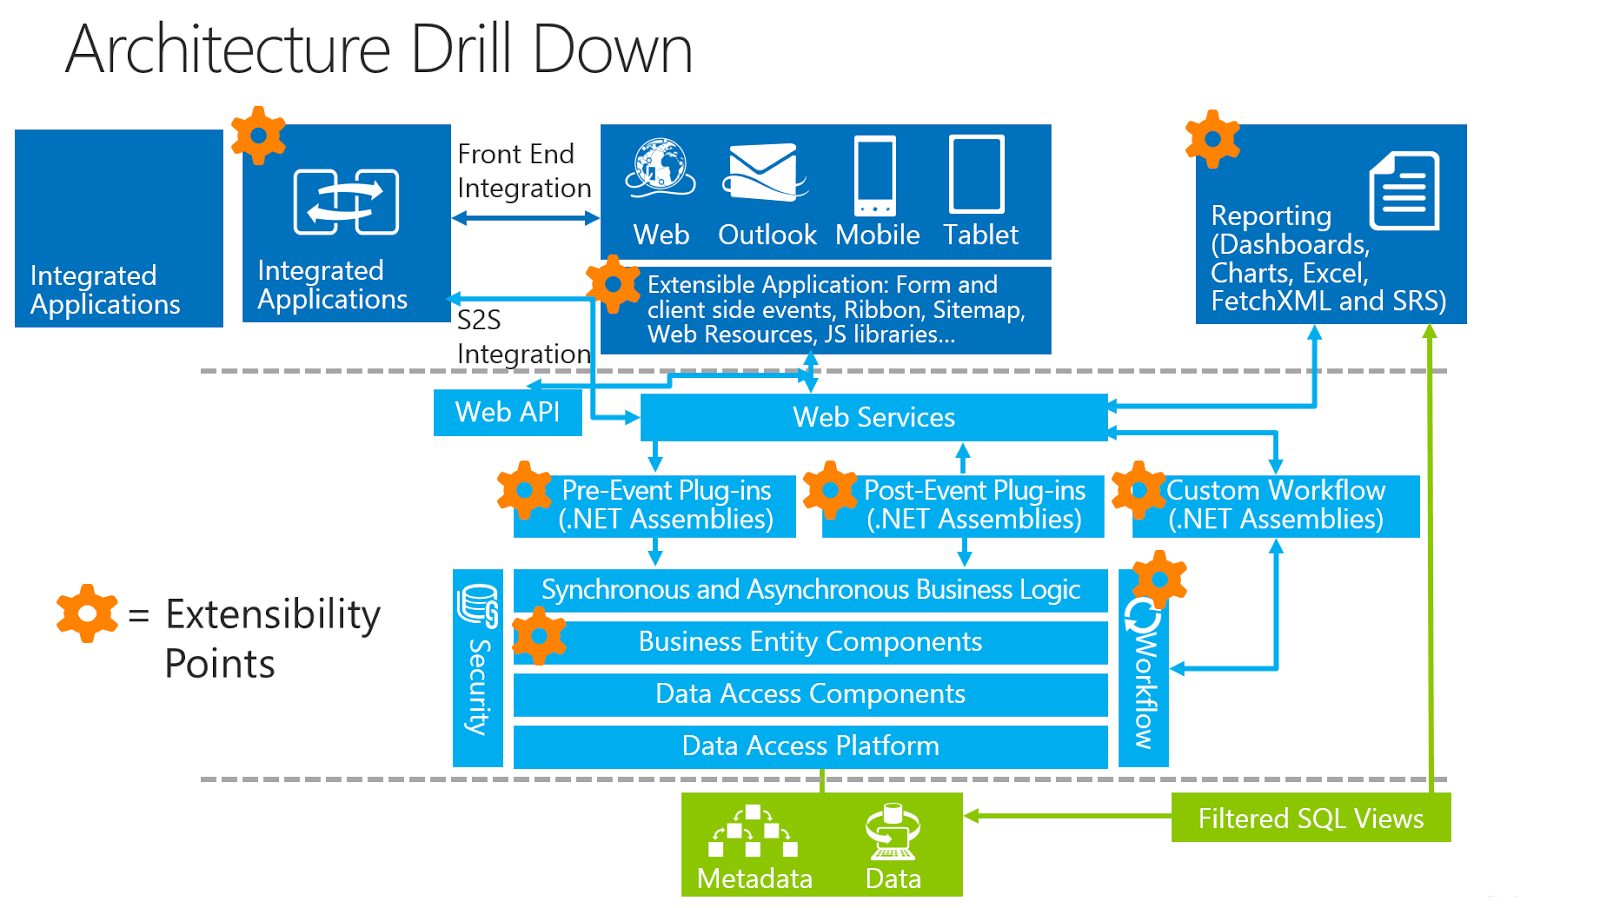 Architecture Drill Down
Integrated
Applications
Integrated
Applications
Front End
Integration
S2S
Integration
Web Outlook Mobile Tablet
Extensible Application: Form and
client side events, Ribbon, Sitemap,
Web Resources, JS libraries...
Reporting
(Dashboards,
Charts, Excel,
FetchXML and SRS)
Web API
Web Services
Pre-Event Plug-ins
(.NET Assemblies)
Post-Event Plug-ins
(.NET Assemblies)
Custom Workflow
(.NET Assemblies)
= Extensibility
Points
Security
Synchronous and Asynchronous Business Logic
Business Entity Components
Data Access Components
Data Access Platform
Workflow
Metadata Data
Filtered SQL Views